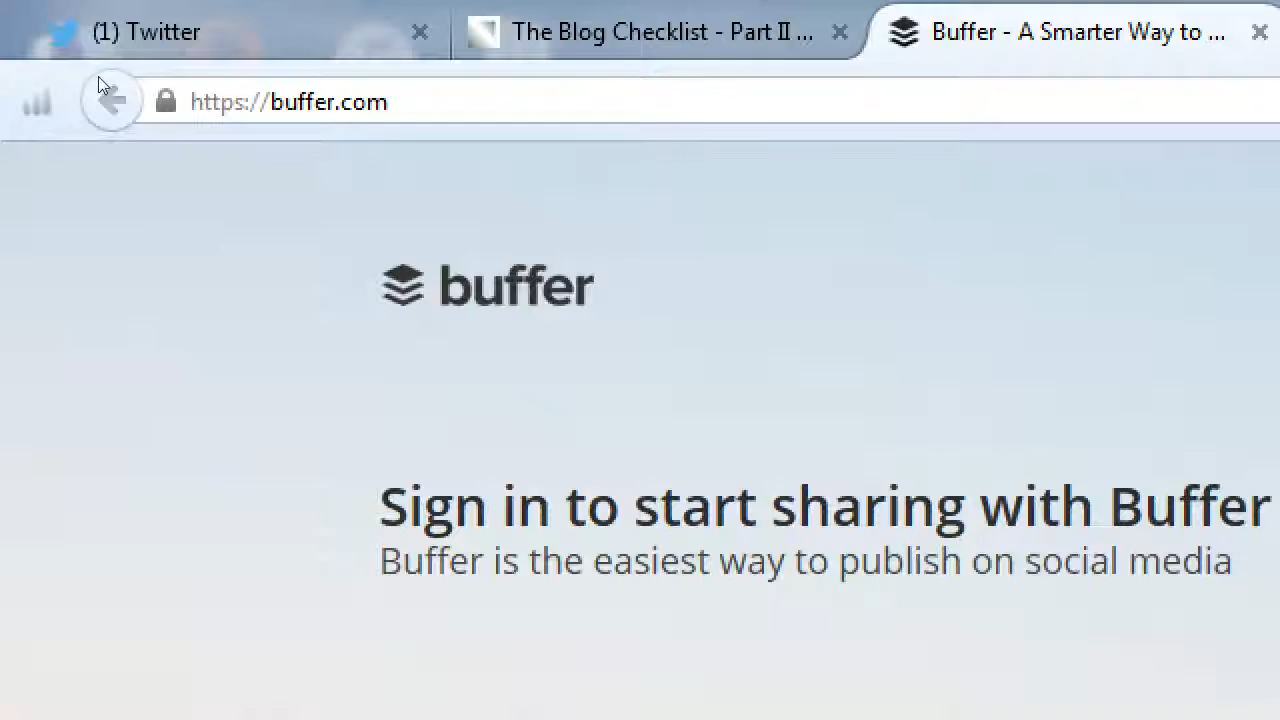 (1) Twitter
The Blog Checklist - Part II ...
Buffer - A Smarter Way to ...
https://buffer.com
buffer
Sign in to start sharing with Buffer
Buffer is the easiest way to publish on social media